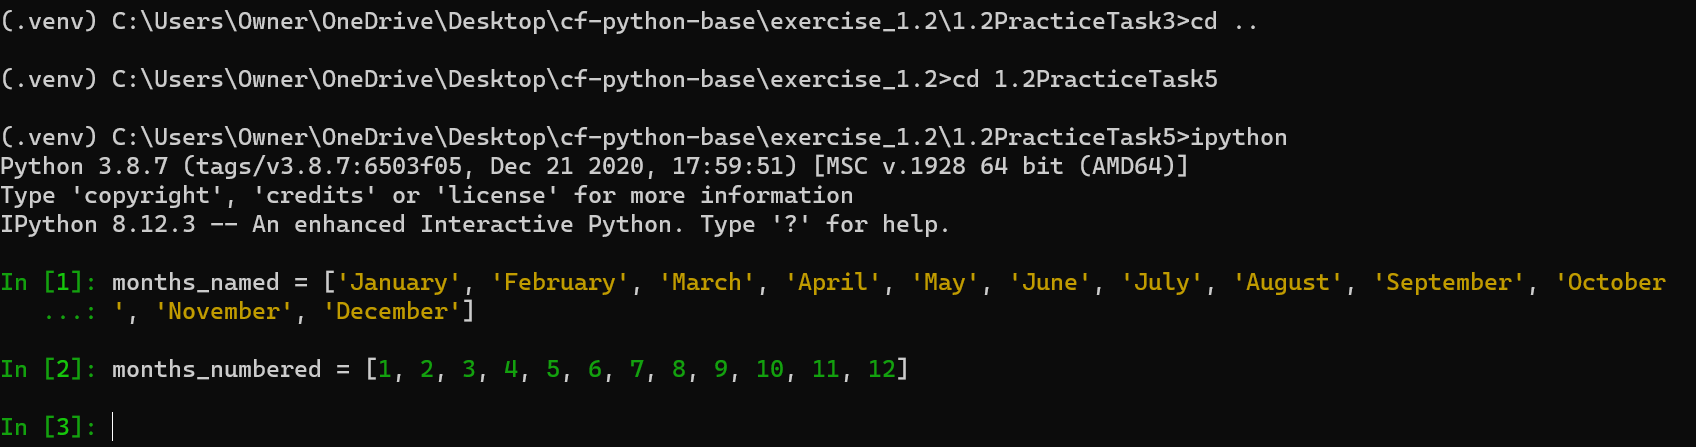 (.venv) C:\Users\Owner\OneDrive\Desktop\cf-python-base\exercise_1.2\1.2PracticeTask3>cd ..
(.venv) C:\Users\Owner\OneDrive\Desktop\cf-python-base\exercise_1.2>cd 1.2PracticeTask5
(.venv) C:\Users\Owner\OneDrive\Desktop\cf-python-base\exercise_1.2\1.2PracticeTask5>ipython
Python 3.8.7 (tags/v3.8.7:6503f05, Dec 21 2020, 17:59:51) [MSC v.1928 64 bit (AMD64)]
Type 'copyright', 'credits' or 'license' for more information
IPython 8.12.3 -- An enhanced Interactive Python. Type '?' for help.
In [1]: months_named = ['January', 'February', 'March', 'April', 'May', 'June', 'July', 'August', 'September', 'October
   ...: ', 'November', 'December']
In [2]: months_numbered = [1, 2, 3, 4, 5, 6, 7, 8, 9, 10, 11, 12]
In [3]: